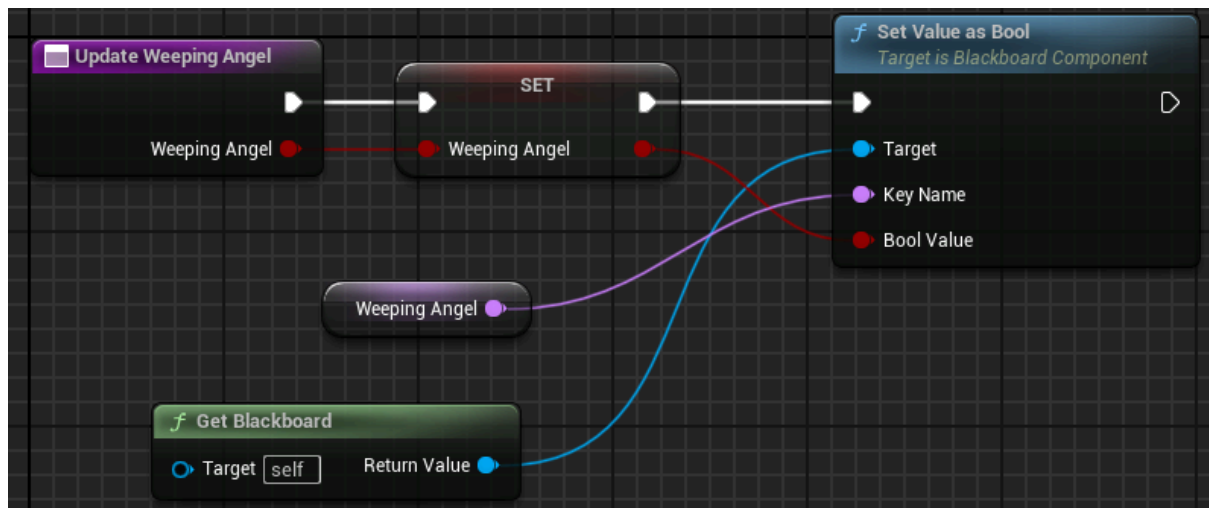 Update Weeping Angel
Weeping Angel
SET
Weeping Angel
f Set Value as Bool
Target is Blackboard Component
Target
Key Name
Bool Value
Weeping Angel
f Get Blackboard
Target self Return Value